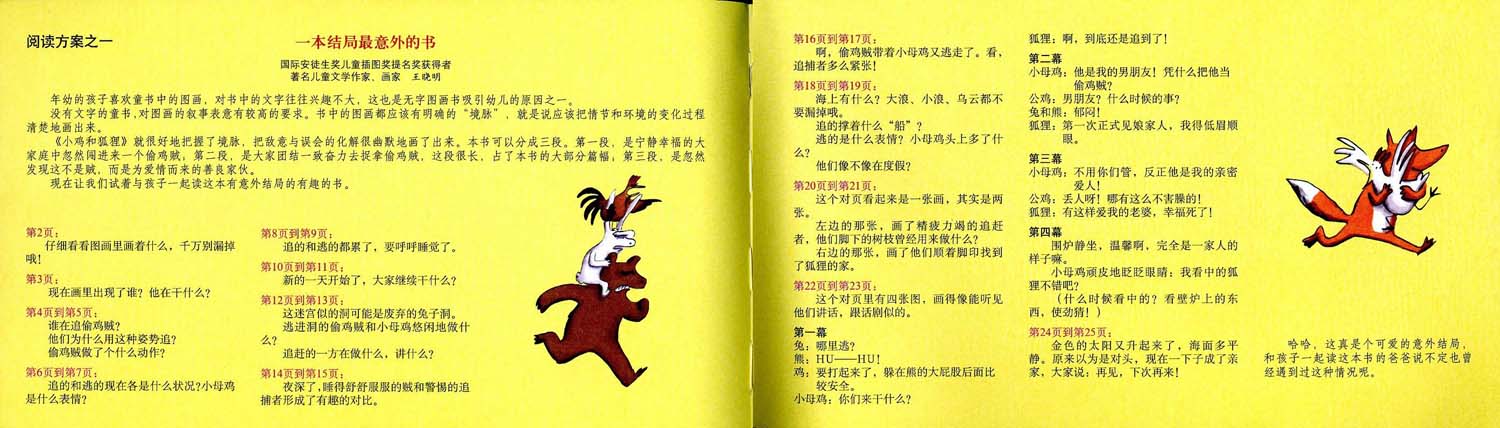 阅读方案之一
一本结局最意外的书
国际安徒生奖儿童插图奖提名奖获得者
著名儿童文学作家、画家 王晓明
年幼的孩子喜欢童书中的图画，对书中的文字往往兴趣不大，这也是无字图画书吸引幼儿的原因之一。
没有文字的童书，对图画的叙事表意有较高的要求。书中的图画都应该有明确的“境脉”，就是说应该把情节和环境的变化过程
清楚地画出来。
《小鸡和狐狸》就很好地把握了境脉，把敌意与误会的化解很幽默地画了出来。本书可以分成三段。第一段，是宁静幸福的大
家庭中忽然闯进来一个偷鸡贼；第二段，是大家团结一致奋力去捉拿偷鸡贼，这段很长，占了本书的大部分篇幅；第三段，是忽然
发现这不是贼，而是为爱情而来的善良家伙。
现在让我们试着与孩子一起读这本有意外结局的有趣的书。
第2页：
仔细看看图画里画着什么，千万别漏掉
哦！
第3页：
现在画里出现了谁？他在干什么？
第4页到第5页：
谁在追偷鸡贼？
他们为什么用这种姿势追？
偷鸡贼做了个什么动作？
第6页到第7页：
追的和逃的现在各是什么状况？小母鸡
是什么表情？
第8页到第9页：
追的和逃的都累了，要呼呼睡觉了。
第10页到第11页：
新的一天开始了，大家继续干什么？
第12页到第13页：
这迷宫似的洞可能是废弃的兔子洞。
逃进洞的偷鸡贼和小母鸡悠闲地做什
么？
追赶的一方在做什么，讲什么？
第14页到第15页：
夜深了，睡得舒舒服服的贼和警惕的追
捕者形成了有趣的对比。
第16页到第17页：
啊，偷鸡贼带着小母鸡又逃走了。看，
追捕者多么紧张！
第18页到第19页：
海上有什么？大浪、小浪、乌云都不
要漏掉哦。
追的撑着什么“船”？
逃的是什么表情？小母鸡头上多了什
么？
他们像不像在度假？
第20页到第21页：
这个对页看起来是一张画，其实是两
张。
左边的那张，画了精疲力竭的追赶
者，他们脚下的树枝曾经用来做什么？
右边的那张，画了他们顺着脚印找到
了狐狸的家。
第22页到第23页：
这个对页里有四张图，画得像能听见
他们讲话，跟话剧似的。
第一幕
兔：哪里逃？
熊：HU——HU！
鸡：要打起来了，躲在熊的大屁股后面比
较安全。
小母鸡：你们来干什么？
狐狸：啊，到底还是追到了！
第二幕
小母鸡：他是我的男朋友！凭什么把他当
偷鸡贼？
公鸡：男朋友？什么时候的事？
兔和熊：郁闷！
狐狸：第一次正式见娘家人，我得低眉顺
眼。
第三幕
小母鸡：不用你们管，反正他是我的亲密
爱人！
公鸡：丢人呀！哪有这么不害臊的！
狐狸：有这样爱我的老婆，幸福死了！
第四幕
围炉静坐，温馨啊，完全是一家人的
样子嘛。
小母鸡顽皮地眨眨眼睛：我看中的狐
狸不错吧？
（什么时候看中的？看壁炉上的东
西，使劲猜！）
第24页到第25页：
金色的太阳又升起来了，海面多平
静。原来以为是对头，现在一下子成了亲
家，大家说：再见，下次再来！
哈哈，这真是个可爱的意外结局，
和孩子一起读这本书的爸爸说不定也曾
经遇到过这种情况呢。